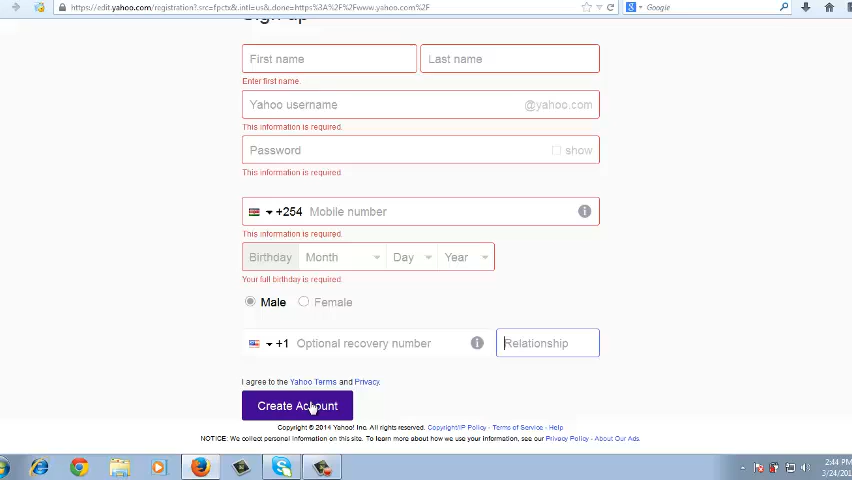 https://edit.yahoo.com/registration?.src=fpctx&.intl=us&.done=https%3A%2F%2Fwww.yahoo.com%2F
Google
Sign up
First name
Last name
Enter first name.
Yahoo username
@yahoo.com
This information is required.
Password
show
This information is required.
+254 Mobile number
This information is required.
Birthday Month Day Year
Your full birthday is required.
Male Female
+1 Optional recovery number
Relationship
I agree to the Yahoo Terms and Privacy.
Create Account
Copyright © 2014 Yahoo! Inc. All rights reserved. Copyright/IP Policy - Terms of Service - Help
NOTICE: We collect personal information on this site. To learn more about how we use your information, see our Privacy Policy - About Our Ads.
2:44 PM
3/24/201